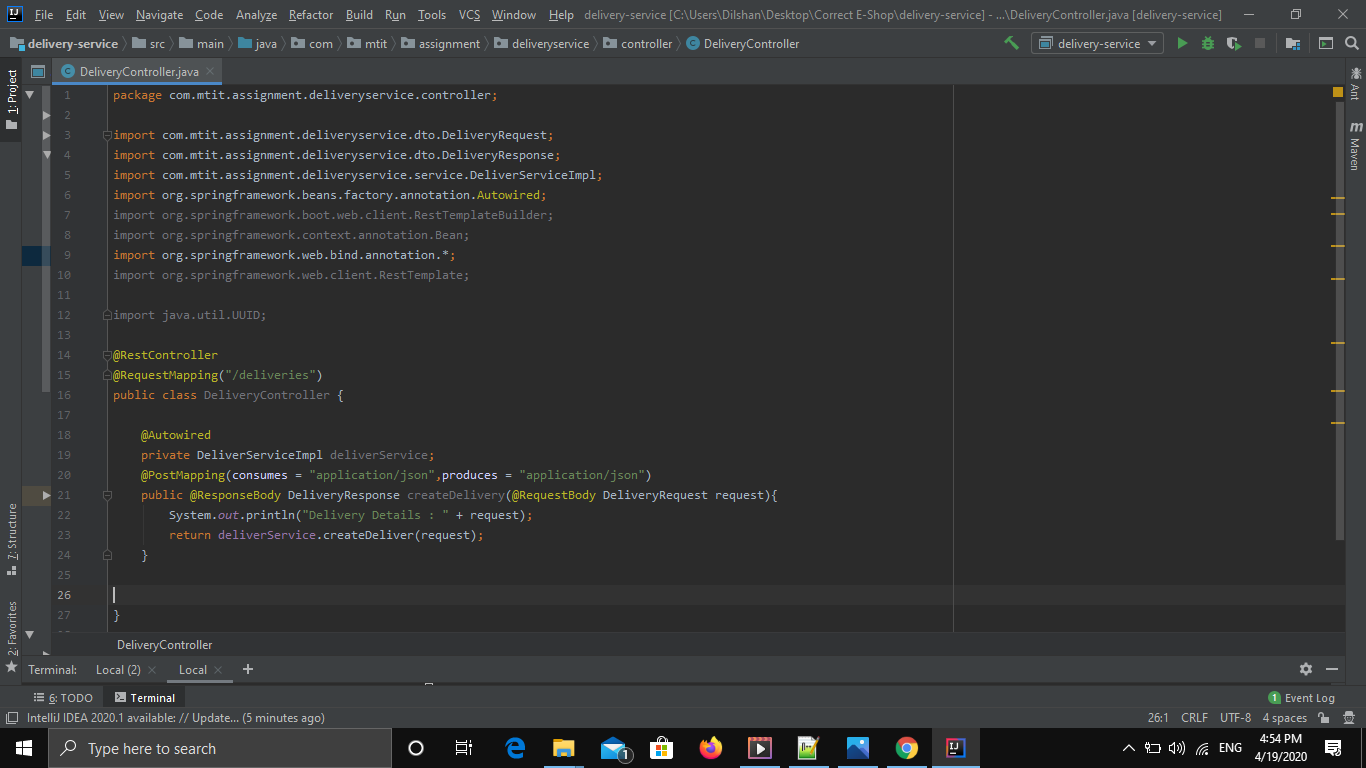 File Edit View Navigate Code Analyze Refactor Build Run Tools VCS Window Help delivery-service [C:\Users\Dilshan\Desktop\Correct E-Shop\delivery-service] - ...\DeliveryController.java [delivery-service]
delivery-service src main java com mtit assignment deliveryservice controller DeliveryController delivery-service
1: Project
DeliveryController.java
Ant
Maven
1 package com.mtit.assignment.deliveryservice.controller;
2
3 import com.mtit.assignment.deliveryservice.dto.DeliveryRequest;
4 import com.mtit.assignment.deliveryservice.dto.DeliveryResponse;
5 import com.mtit.assignment.deliveryservice.service.DeliverServiceImpl;
6 import org.springframework.beans.factory.annotation.Autowired;
7 import org.springframework.boot.web.client.RestTemplateBuilder;
8 import org.springframework.context.annotation.Bean;
9 import org.springframework.web.bind.annotation.*;
10 import org.springframework.web.client.RestTemplate;
11
12 import java.util.UUID;
13
14 @RestController
15 @RequestMapping("/deliveries")
16 public class DeliveryController {
17
18 @Autowired
19 private DeliverServiceImpl deliverService;
20 @PostMapping(consumes = "application/json",produces = "application/json")
21 public @ResponseBody DeliveryResponse createDelivery(@RequestBody DeliveryRequest request){
22 System.out.println("Delivery Details : " + request);
23 return deliverService.createDeliver(request);
24 }
25
26
27 }
7: Structure
2: Favorites
DeliveryController
Terminal: Local (2) Local
6: TODO Terminal 1 Event Log
IntelliJ IDEA 2020.1 available: // Update... (5 minutes ago) 26:1 CRLF UTF-8 4 spaces
Type here to search 1 ENG 4:54 PM
4/19/2020